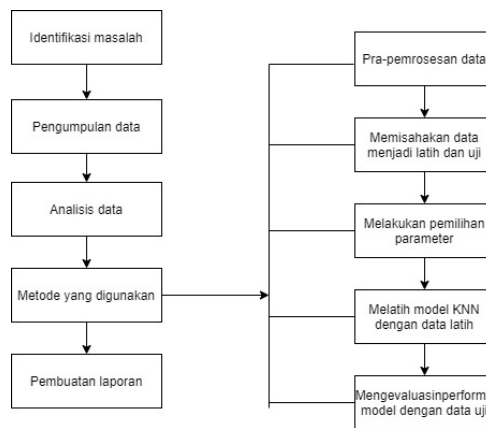 Identifikasi masalah
Pengumpulan data
Analisis data
Metode yang digunakan
Pembuatan laporan
Pra-pemrosesan data
Memisahakan data
menjadi latih dan uji
Melakukan pemilihan
parameter
Melatih model KNN
dengan data latih
Mengevaluasinperform
model dengan data uji